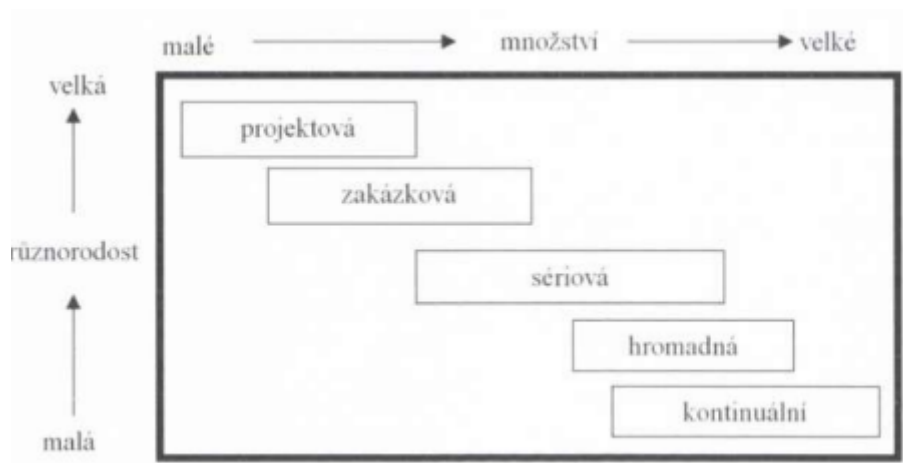 malé množství velké
velká
projektová
zakázková
různorodost
sériová
hromadná
kontinuální
malá